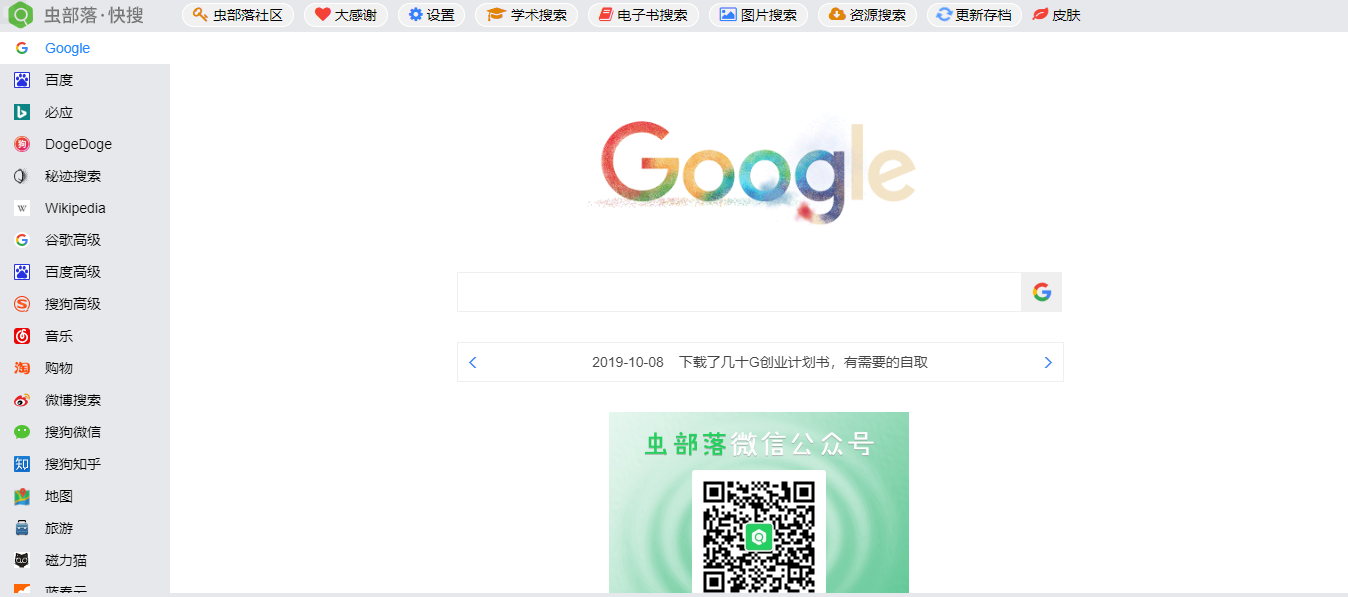 虫部落·快搜
虫部落社区 大感谢 设置 学术搜索 电子书搜索 图片搜索 资源搜索 更新存档 皮肤
Google
百度
必应
DogeDoge
秘迹搜索
Wikipedia
谷歌高级
百度高级
搜狗高级
音乐
购物
微博搜索
搜狗微信
搜狗知乎
地图
旅游
磁力猫
蓝奏云
Google
2019-10-08 下载了几十G创业计划书，有需要的自取
虫部落微信公众号